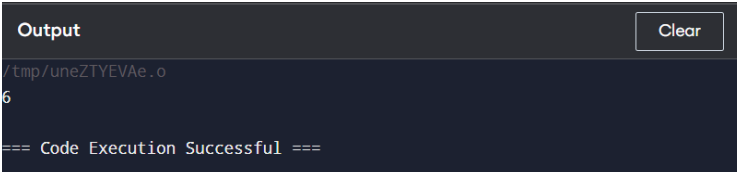 Output
Clear
/tmp/uneZTYEVAe.o
6
=== Code Execution Successful ===